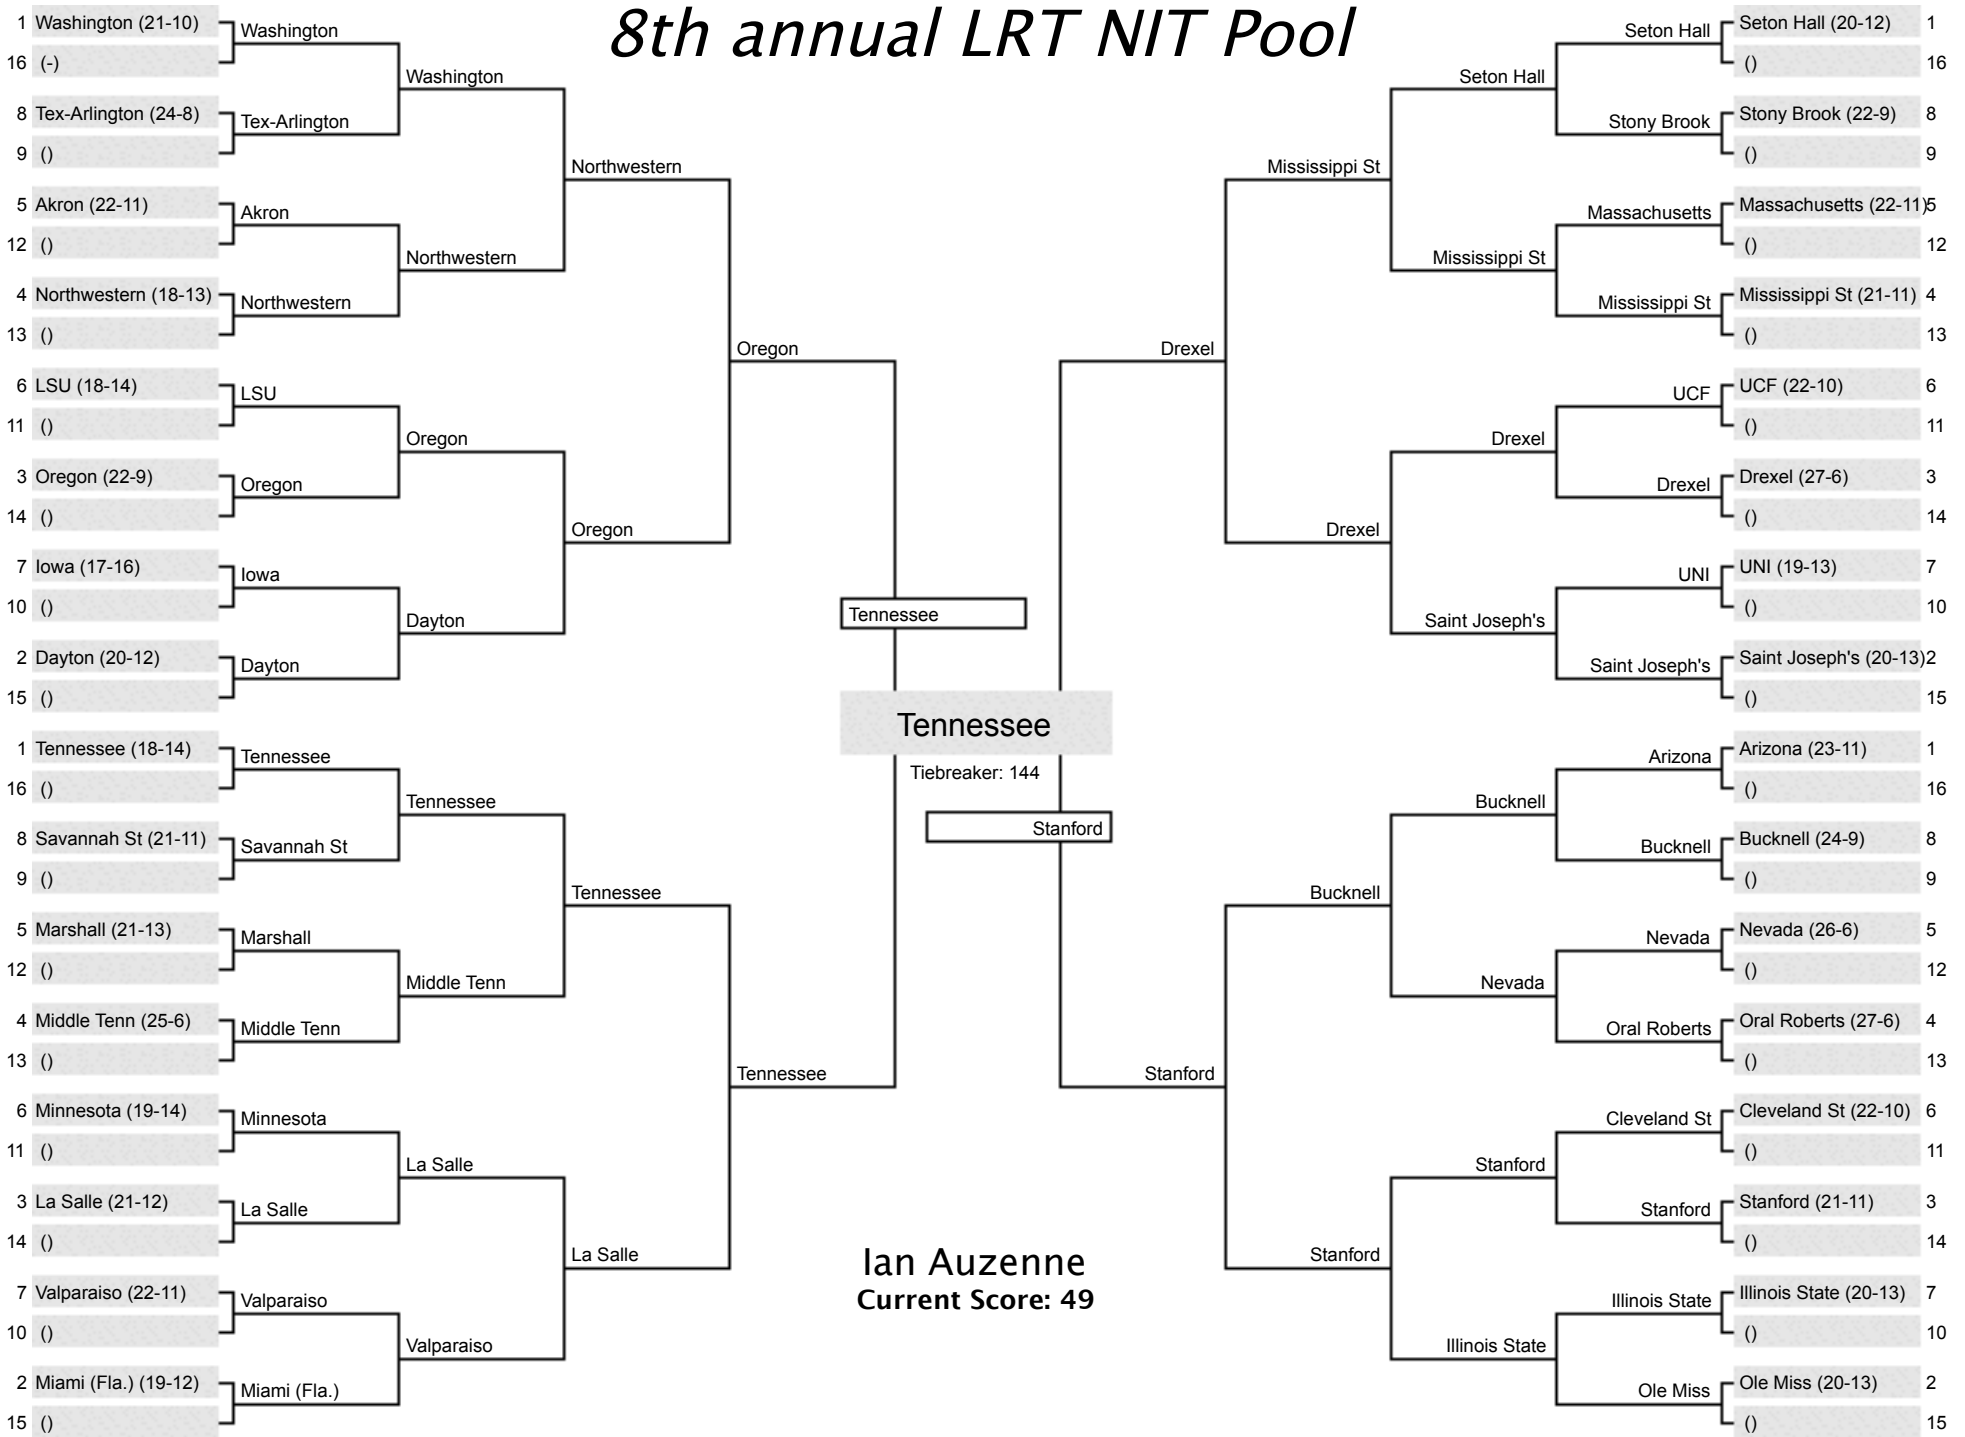 8th annual LRT NIT Pool
1 Washington (21-10)
16 (-)
8 Tex-Arlington (24-8)
9 ()
5 Akron (22-11)
12 ()
4 Northwestern (18-13)
13 ()
6 LSU (18-14)
11 ()
3 Oregon (22-9)
14 ()
7 Iowa (17-16)
10 ()
2 Dayton (20-12)
15 ()
1 Tennessee (18-14)
16 ()
8 Savannah St (21-11)
9 ()
5 Marshall (21-13)
12 ()
4 Middle Tenn (25-6)
13 ()
6 Minnesota (19-14)
11 ()
3 La Salle (21-12)
14 ()
7 Valparaiso (22-11)
10 ()
2 Miami (Fla.) (19-12)
15 ()
Washington
Tex-Arlington
Akron
Northwestern
LSU
Oregon
Iowa
Dayton
Tennessee
Savannah St
Marshall
Middle Tenn
Minnesota
La Salle
Valparaiso
Miami (Fla.)
Washington
Northwestern
Oregon
Dayton
Tennessee
Middle Tenn
La Salle
Valparaiso
Northwestern
Oregon
Tennessee
La Salle
Oregon
Tennessee
Tennessee
Tennessee
Tiebreaker: 144
Stanford
Ian Auzenne
Current Score: 49
Drexel
Stanford
Mississippi St
Drexel
Bucknell
Stanford
Seton Hall
Mississippi St
Drexel
Saint Joseph's
Bucknell
Nevada
Stanford
Illinois State
Seton Hall
Stony Brook
Massachusetts
Mississippi St
UCF
Drexel
UNI
Saint Joseph's
Arizona
Bucknell
Nevada
Oral Roberts
Cleveland St
Stanford
Illinois State
Ole Miss
Seton Hall (20-12) 1
() 16
Stony Brook (22-9) 8
() 9
Massachusetts (22-11) 5
() 12
Mississippi St (21-11) 4
() 13
UCF (22-10) 6
() 11
Drexel (27-6) 3
() 14
UNI (19-13) 7
() 10
Saint Joseph's (20-13) 2
() 15
Arizona (23-11) 1
() 16
Bucknell (24-9) 8
() 9
Nevada (26-6) 5
() 12
Oral Roberts (27-6) 4
() 13
Cleveland St (22-10) 6
() 11
Stanford (21-11) 3
() 14
Illinois State (20-13) 7
() 10
Ole Miss (20-13) 2
() 15